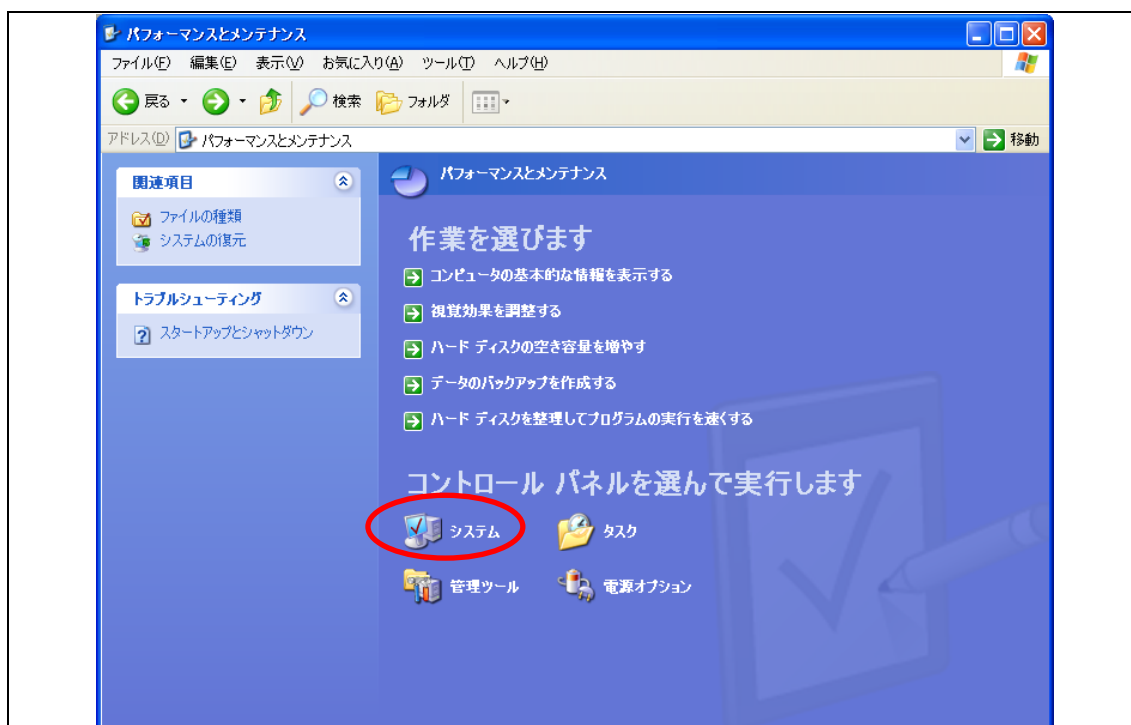 パフォーマンスとメンテナンス
ファイル(F) 編集(E) 表示(V) お気に入り(A) ツール(T) ヘルプ(H)
戻る 検索 フォルダ
アドレス(D) パフォーマンスとメンテナンス 移動
関連項目
ファイルの種類
システムの復元
トラブルシューティング
スタートアップとシャットダウン
パフォーマンスとメンテナンス
作業を選びます
コンピュータの基本的な情報を表示する
視覚効果を調整する
ハード ディスクの空き容量を増やす
データのバックアップを作成する
ハード ディスクを整理してプログラムの実行を速くする
コントロール パネルを選んで実行します
システム タスク
管理ツール 電源オプション